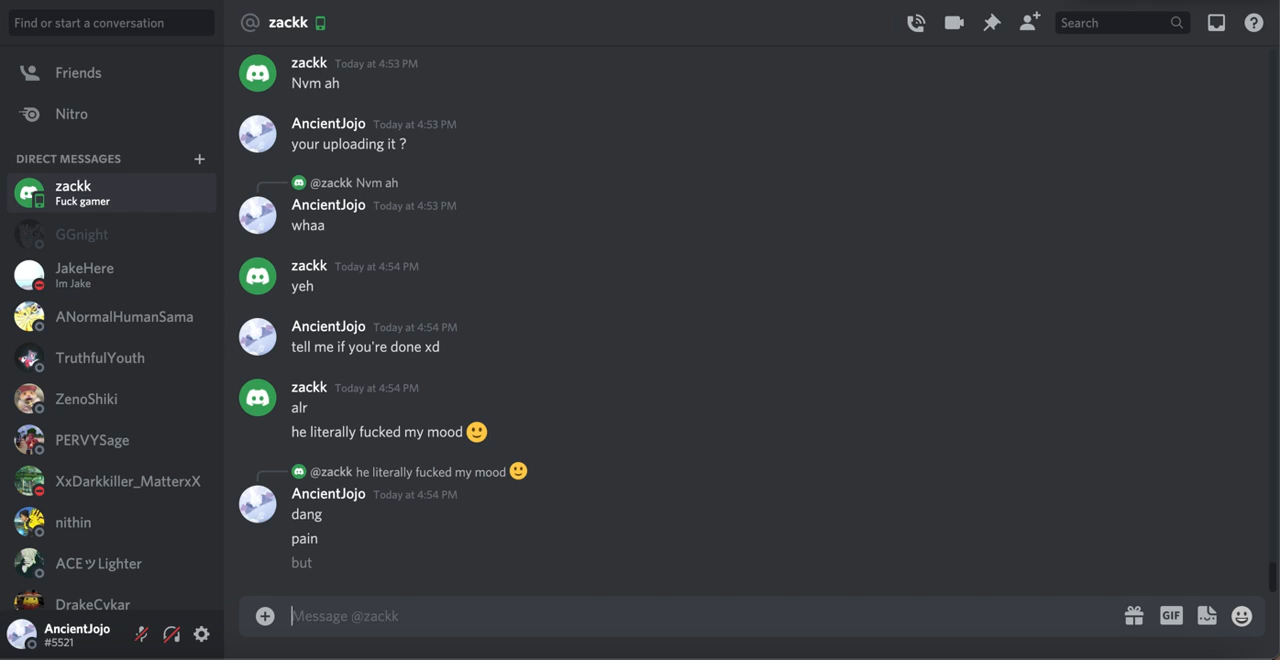 Find or start a conversation
Friends
Nitro
DIRECT MESSAGES
zackk
Fuck gamer
GGnight
JakeHere
Im Jake
ANormalHumanSama
TruthfulYouth
ZenoShiki
PERVYSage
XxDarkkiller_MatterxX
nithin
ACEツLighter
DrakeCykar
AncientJojo
#5521
@ zackk
Search
zackk Today at 4:53 PM
Nvm ah
AncientJojo Today at 4:53 PM
your uploading it ?
@zackk Nvm ah
AncientJojo Today at 4:53 PM
whaa
zackk Today at 4:54 PM
yeh
AncientJojo Today at 4:54 PM
tell me if you're done xd
zackk Today at 4:54 PM
alr
he literally fucked my mood 🙂
@zackk he literally fucked my mood 🙂
AncientJojo Today at 4:54 PM
dang
pain
but
Message @zackk
GIF